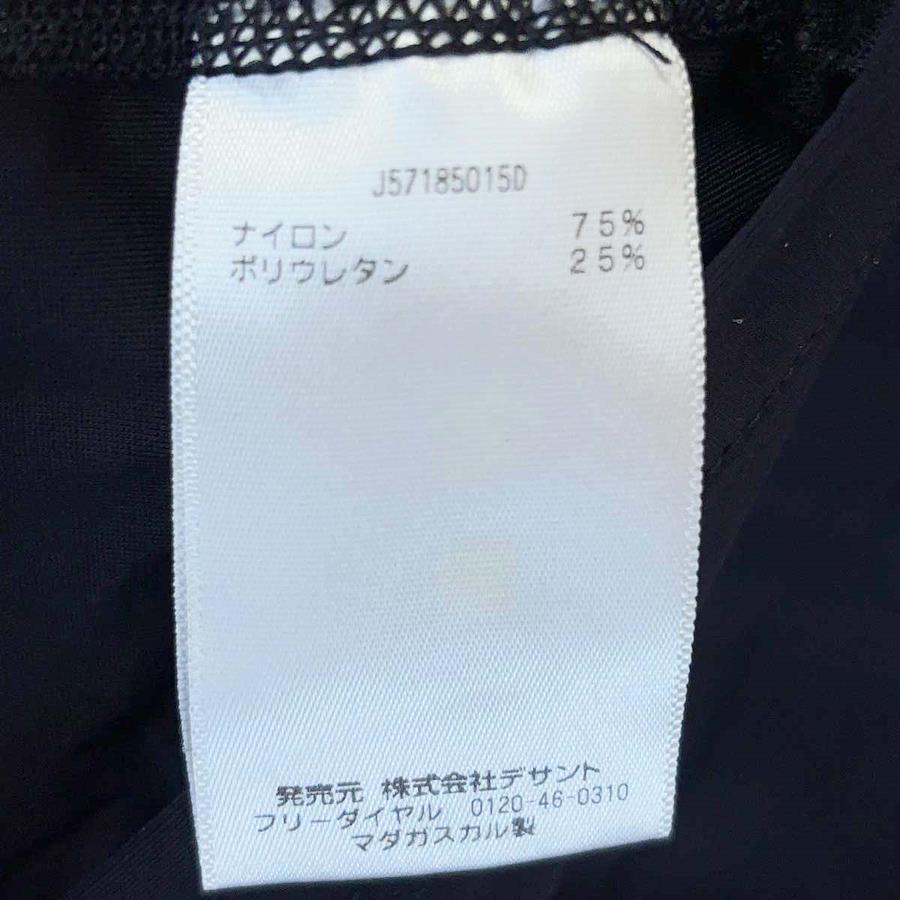 J57185015D
ナイロン 75%
ポリウレタン 25%
発売元 株式会社デサント
フリーダイヤル 0120-46-0310
マダガスカル製